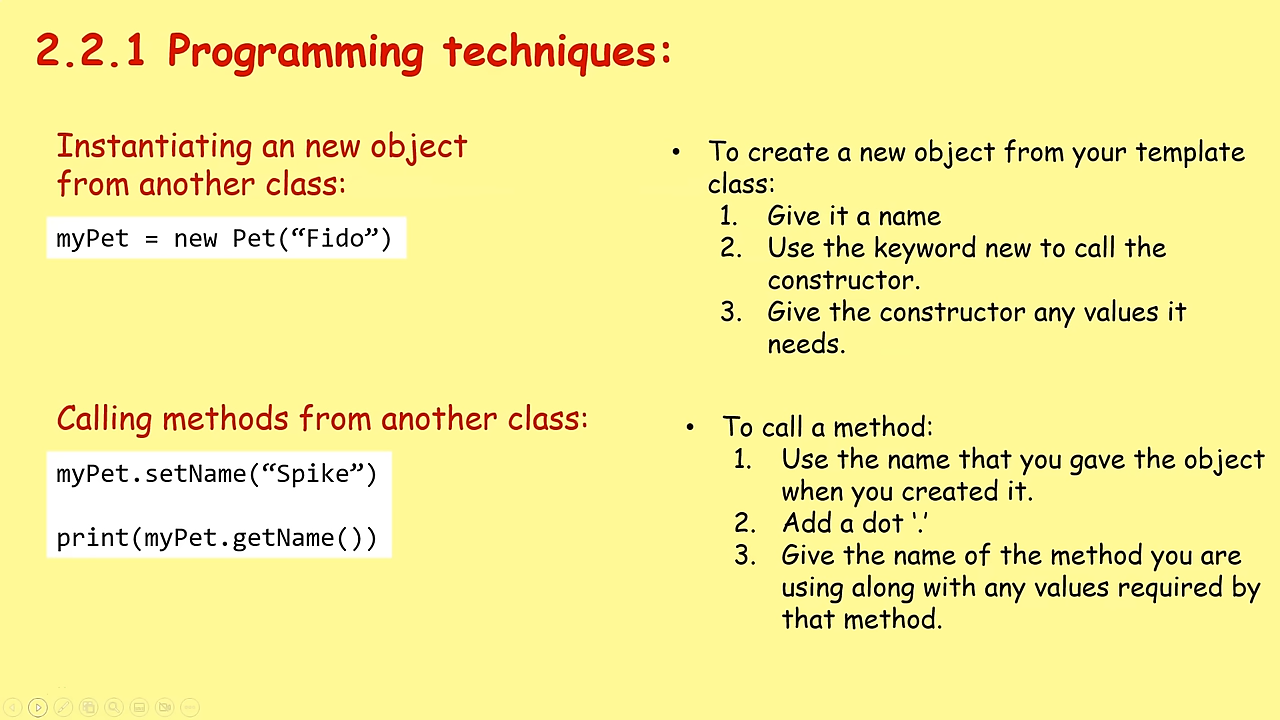 2.2.1 Programming techniques:
Instantiating an new object
from another class:
myPet = new Pet(“Fido”)
• To create a new object from your template
class:
1. Give it a name
2. Use the keyword new to call the
constructor.
3. Give the constructor any values it
needs.
Calling methods from another class:
myPet.setName(“Spike”)
print(myPet.getName())
• To call a method:
1. Use the name that you gave the object
when you created it.
2. Add a dot ‘.’
3. Give the name of the method you are
using along with any values required by
that method.